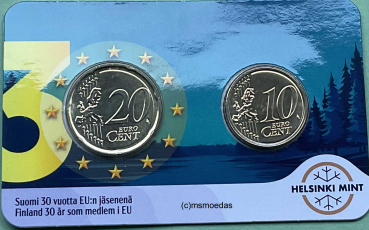 30
20
EURO
CENT
10
EURO
CENT
Suomi 30 vuotta EU:n jäsenenä
Finland 30 år som medlem i EU
(c)msmoedas
HELSINKI MINT